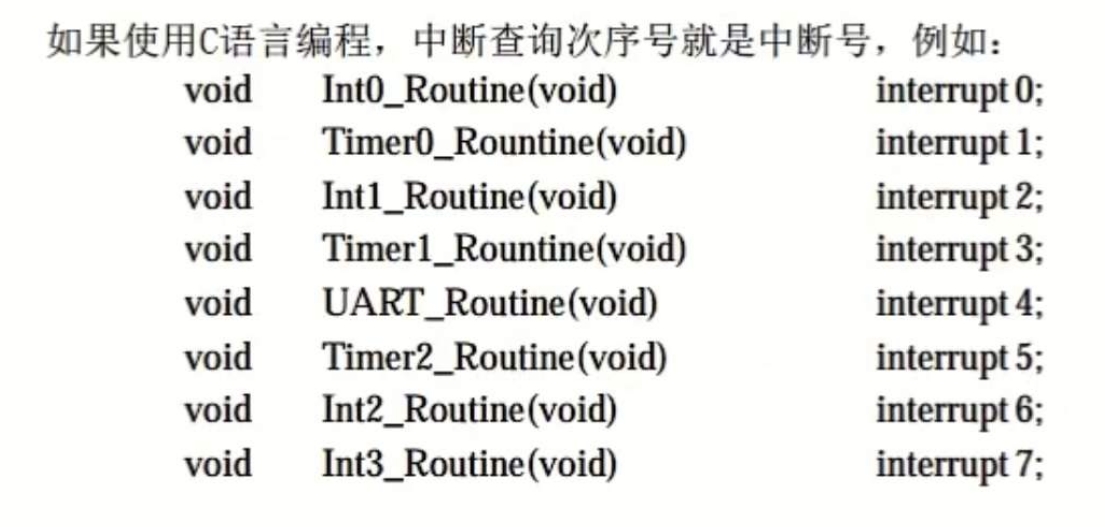 如果使用C语言编程，中断查询次序号就是中断号，例如：
void Int0_Routine(void) interrupt 0;
void Timer0_Rountine(void) interrupt 1;
void Int1_Routine(void) interrupt 2;
void Timer1_Rountine(void) interrupt 3;
void UART_Routine(void) interrupt 4;
void Timer2_Routine(void) interrupt 5;
void Int2_Routine(void) interrupt 6;
void Int3_Routine(void) interrupt 7;